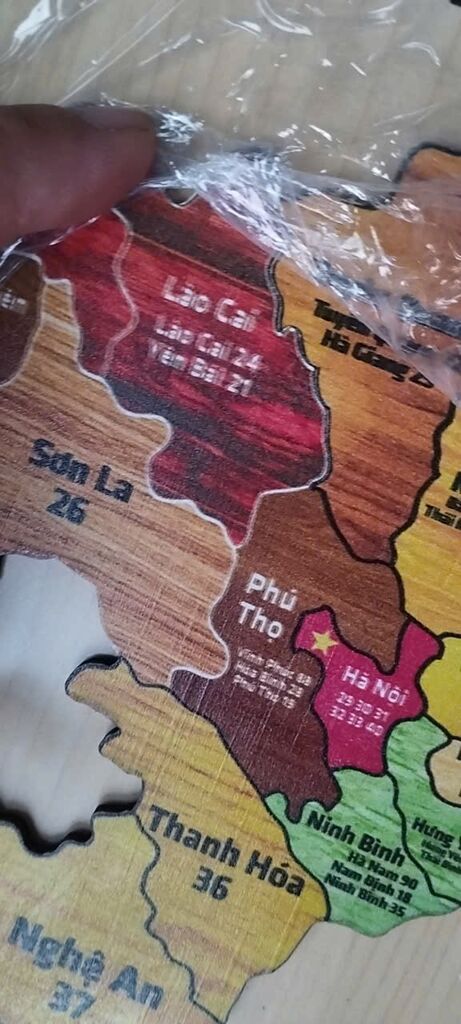 Lào Cai
Lào Cai 24
Yên Bái 21
Hà Giang
Sơn La
26
Phú
Thọ
Vĩnh Phúc 88
Hòa Bình 28
Phú Thọ 19
Hà Nội
29 30 31
32 33 40
Hưng
Ninh Bình
Hà Nam 90
Nam Định 18
Ninh Bình 35
Thanh Hóa
36
Nghệ An
37